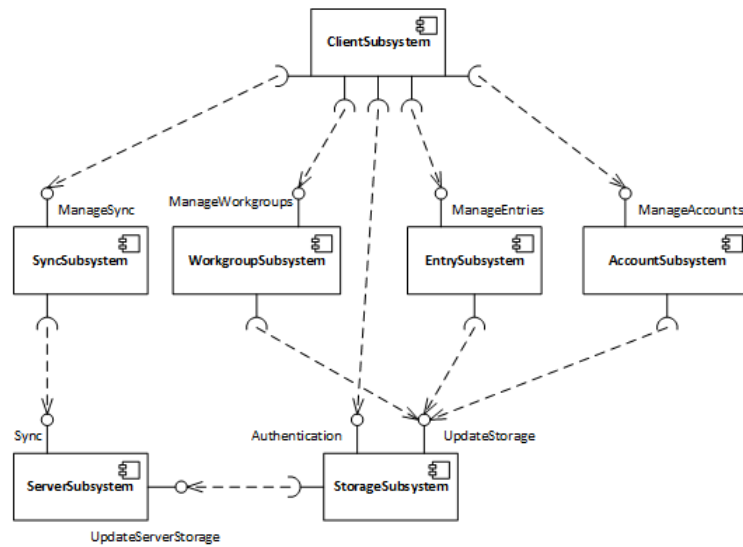 ClientSubsystem
ManageSync
ManageWorkgroups
ManageEntries
ManageAccounts
SyncSubsystem
WorkgroupSubsystem
EntrySubsystem
AccountSubsystem
Sync
Authentication
UpdateStorage
ServerSubsystem
StorageSubsystem
UpdateServerStorage